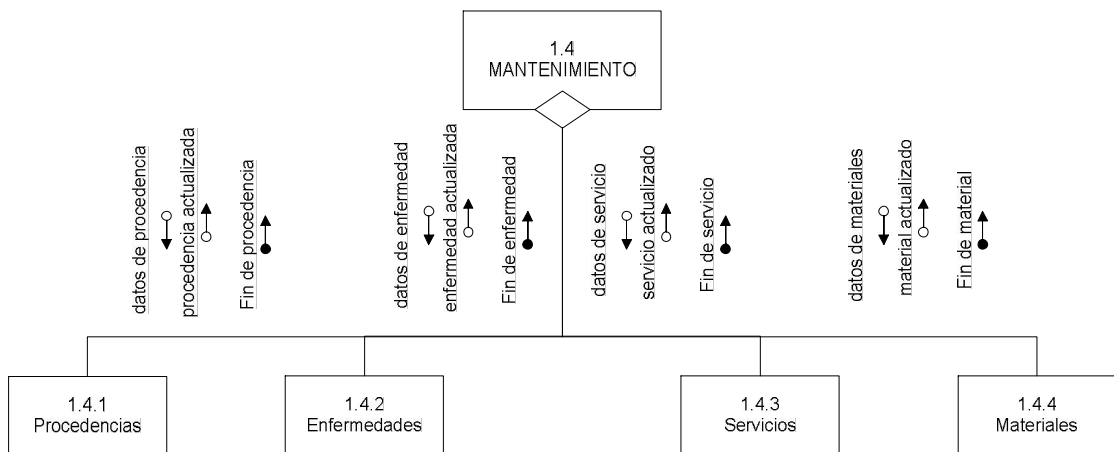 1.4
MANTENIMIENTO
datos de procedencia
procedencia actualizada
Fin de procedencia
datos de enfermedad
enfermedad actualizada
Fin de enfermedad
datos de servicio
servicio actualizado
Fin de servicio
datos de materiales
material actualizado
Fin de material
1.4.1
Procedencias
1.4.2
Enfermedades
1.4.3
Servicios
1.4.4
Materiales